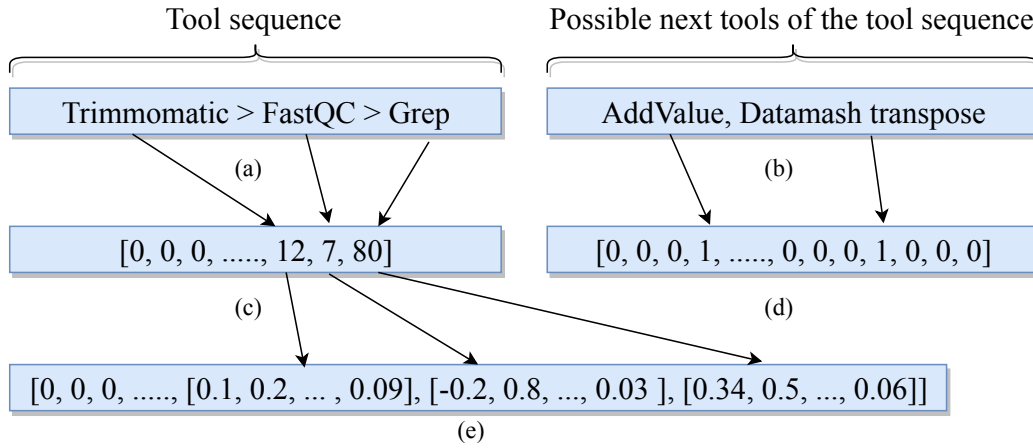 Tool sequence
Possible next tools of the tool sequence
Trimmomatic > FastQC > Grep
AddValue, Datamash transpose
(a)
(b)
[0, 0, 0, ....., 12, 7, 80]
[0, 0, 0, 1, ....., 0, 0, 0, 1, 0, 0, 0]
(c)
(d)
[0, 0, 0, ....., [0.1, 0.2, ... , 0.09], [-0.2, 0.8, ..., 0.03 ], [0.34, 0.5, ..., 0.06]]
(e)